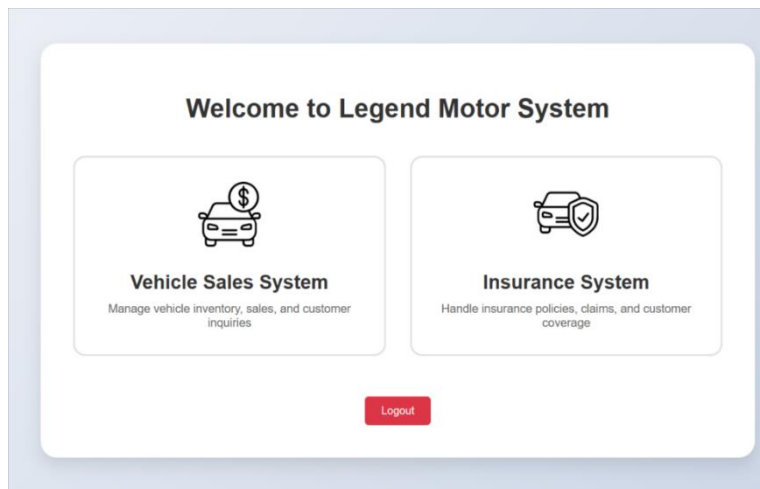 Welcome to Legend Motor System
$
Vehicle Sales System
Manage vehicle inventory, sales, and customer
inquiries
Insurance System
Handle insurance policies, claims, and customer
coverage
Logout